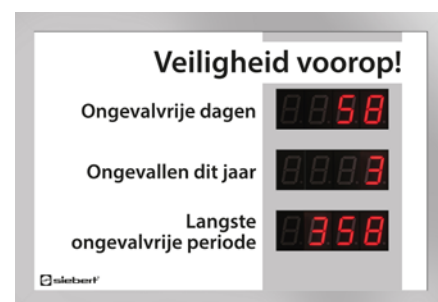 Veiligheid voorop!
Ongevalvrije dagen 58
Ongevallen dit jaar 3
Langste
ongevalvrije periode 358
siebert